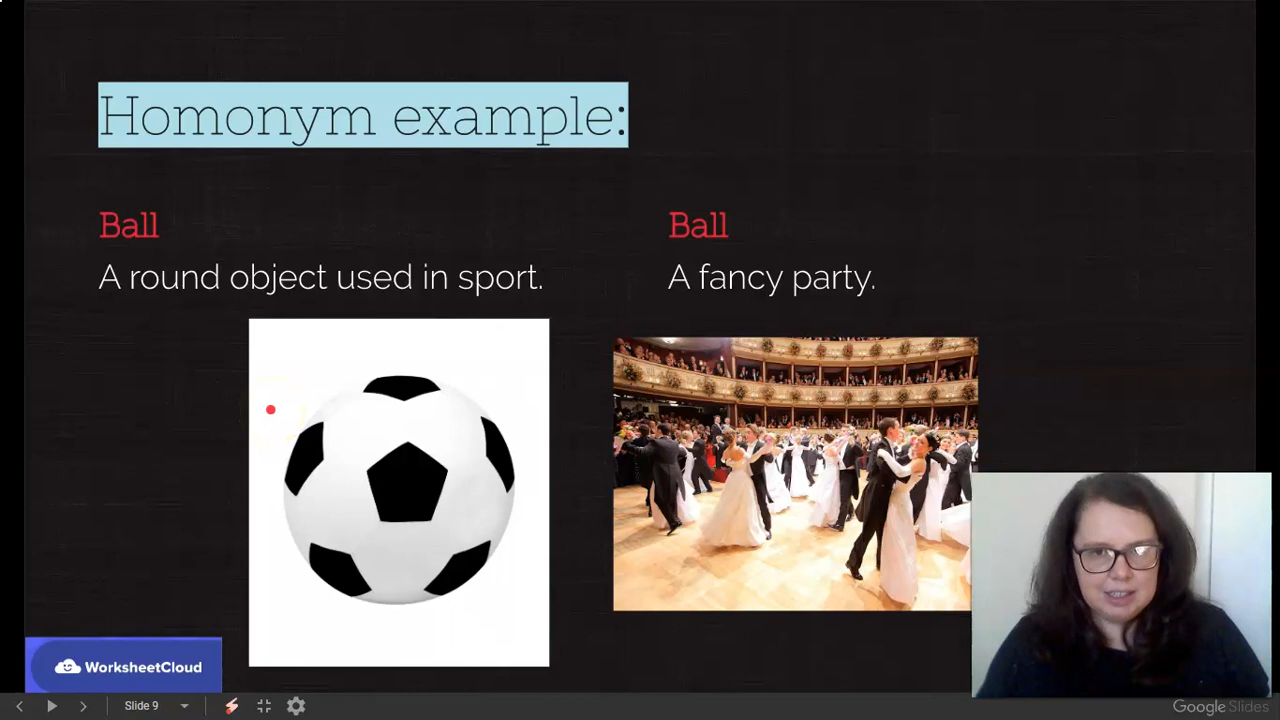 Homonym example:
Ball
A round object used in sport.
Ball
A fancy party.
WorksheetCloud
Slide 9
Google Slides